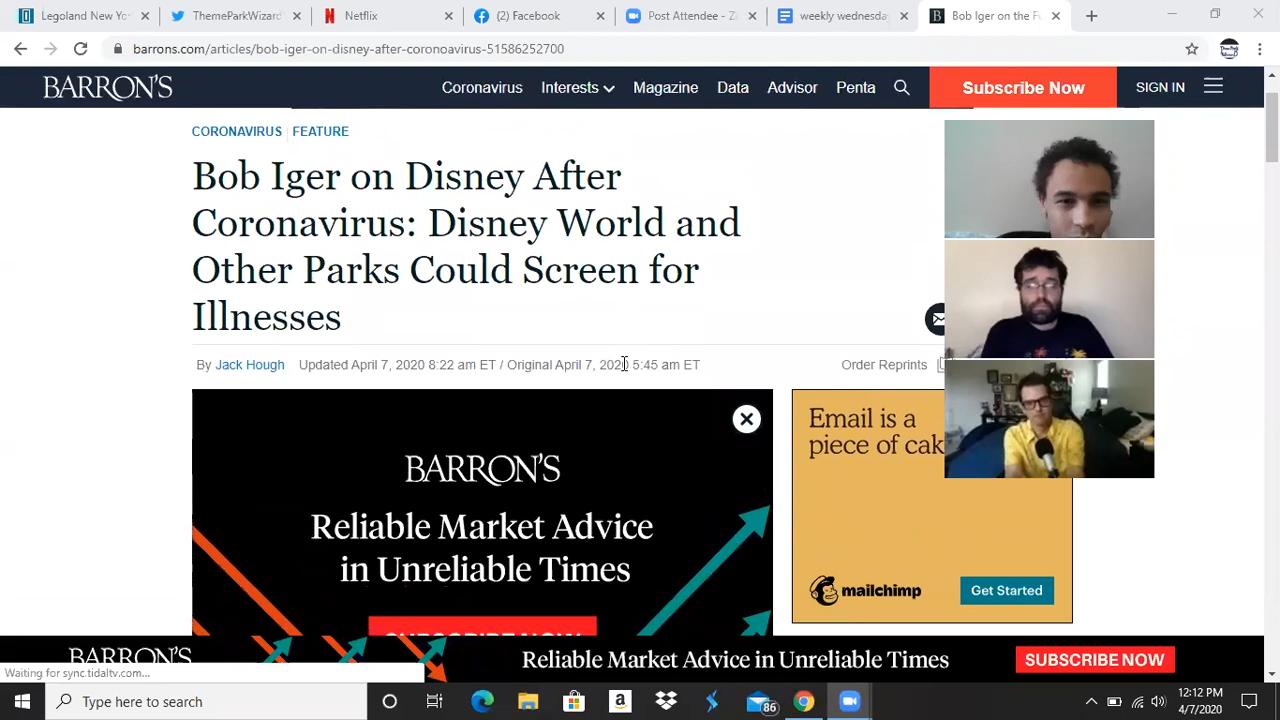 Legoland New Yo
ThemeParkWizard
Netflix
(2) Facebook
Post Attendee - Z
weekly wednesda
Bob Iger on the F
barrons.com/articles/bob-iger-on-disney-after-coronoavirus-51586252700
BARRON'S
Coronavirus
Interests
Magazine
Data
Advisor
Penta
Subscribe Now
SIGN IN
CORONAVIRUS | FEATURE
Bob Iger on Disney After
Coronavirus: Disney World and
Other Parks Could Screen for
Illnesses
By Jack Hough Updated April 7, 2020 8:22 am ET / Original April 7, 2020 5:45 am ET
Order Reprints
BARRON'S
Reliable Market Advice
in Unreliable Times
SUBSCRIBE NOW
Email is a
piece of cak
mailchimp
Get Started
BARRON'S
Reliable Market Advice in Unreliable Times
SUBSCRIBE NOW
Waiting for sync.tidaltv.com...
Type here to search
86
12:12 PM
4/7/2020